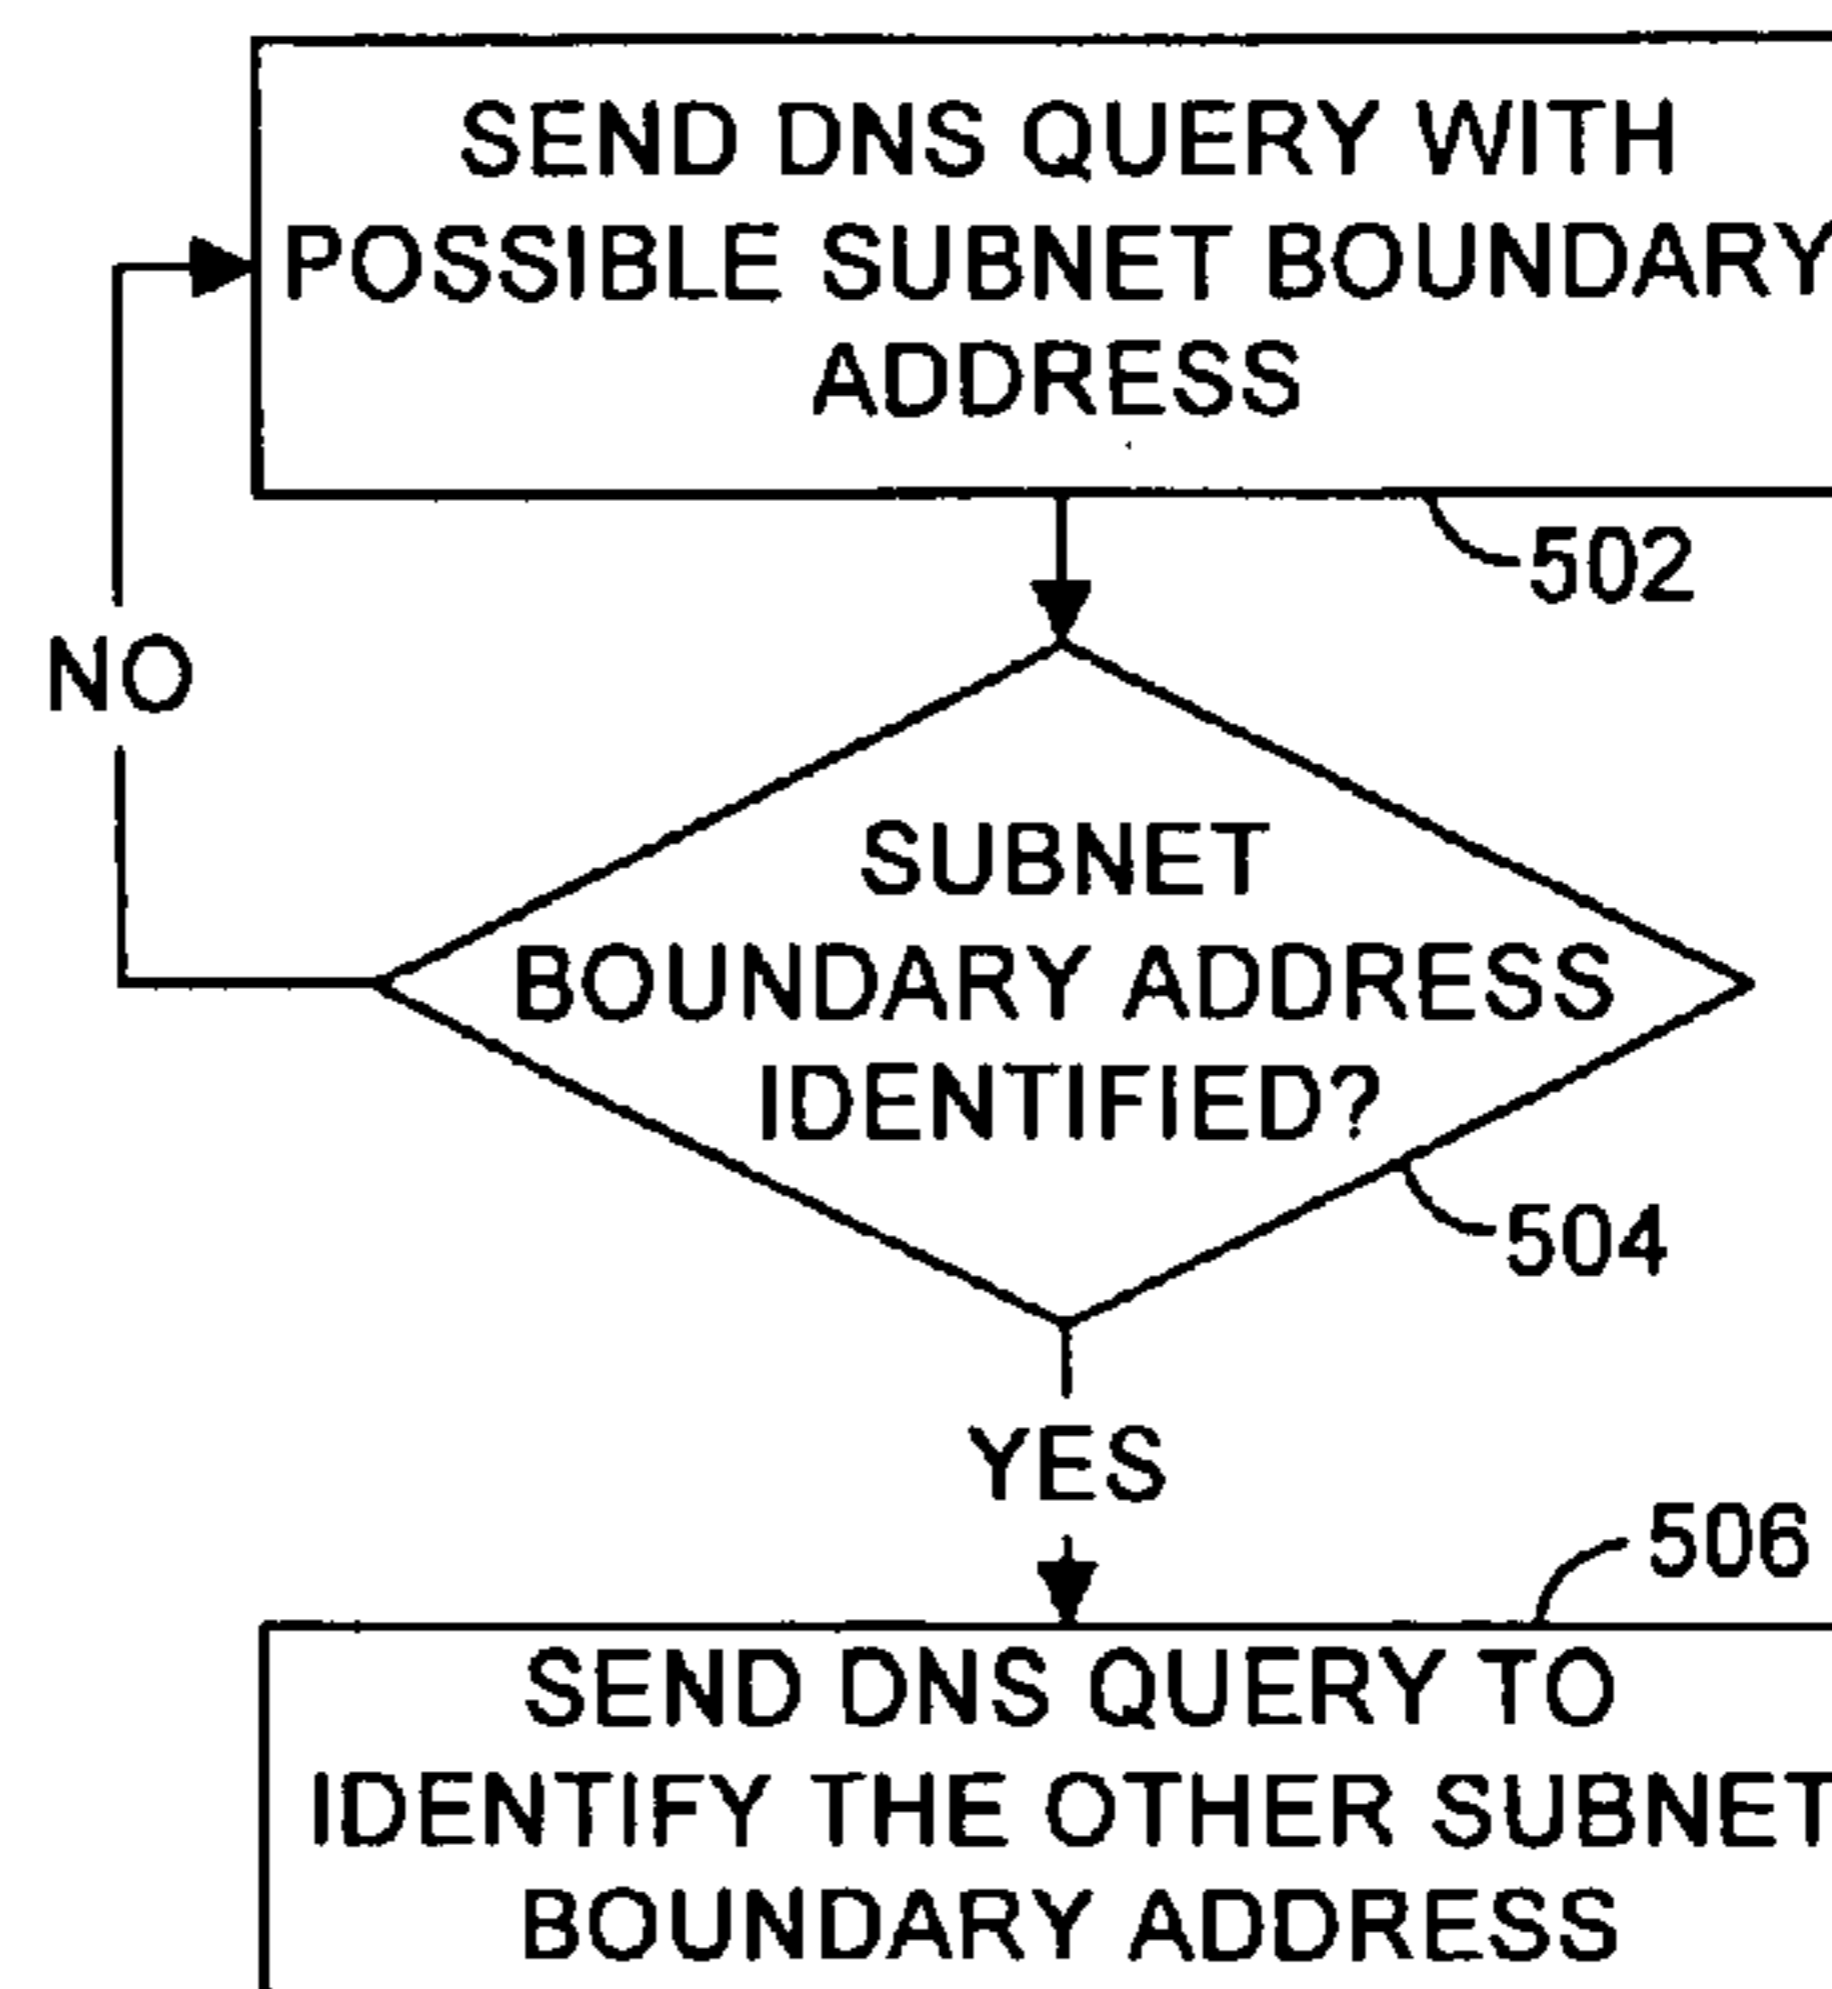 SEND DNS QUERY WITH
POSSIBLE SUBNET BOUNDARY
ADDRESS
502
NO
SUBNET
BOUNDARY ADDRESS
IDENTIFIED?
504
YES
506
SEND DNS QUERY TO
IDENTIFY THE OTHER SUBNET
BOUNDARY ADDRESS